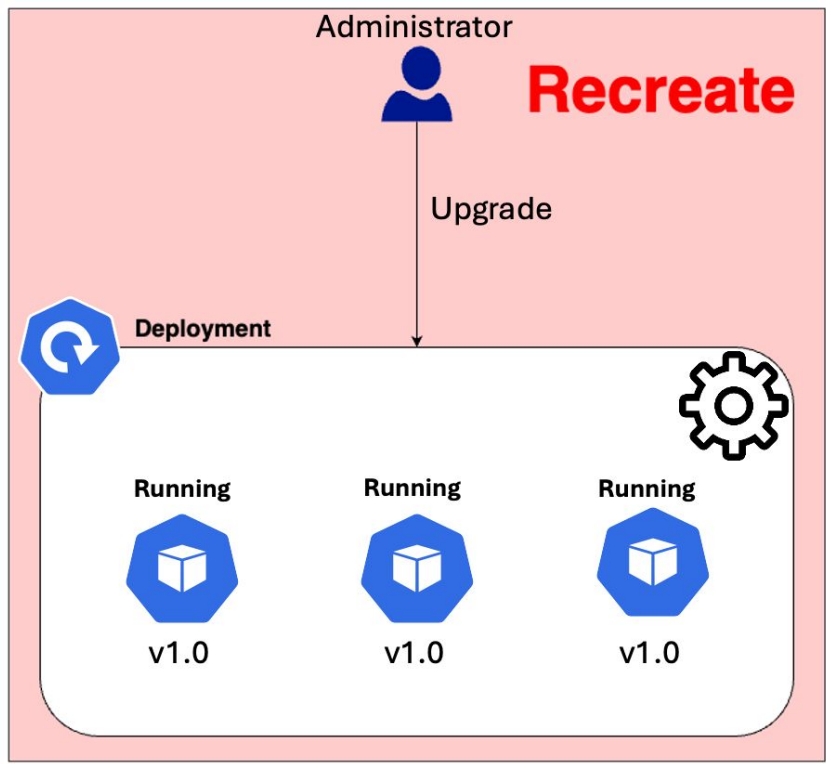 Administrator
Recreate
Upgrade
Deployment
Running
Running
Running
v1.0
v1.0
v1.0